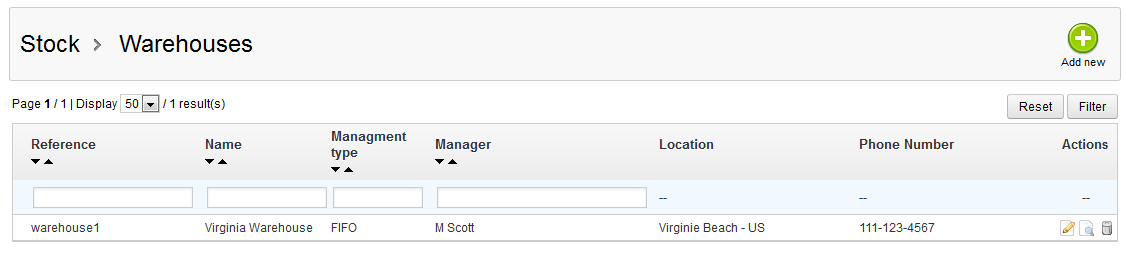 Stock > Warehouses
Add new
Page 1 / 1 | Display 50 / 1 result(s)
Reset Filter
Reference Name Managment type Manager Location Phone Number Actions
-- -- --
warehouse1 Virginia Warehouse FIFO M Scott Virginie Beach - US 111-123-4567